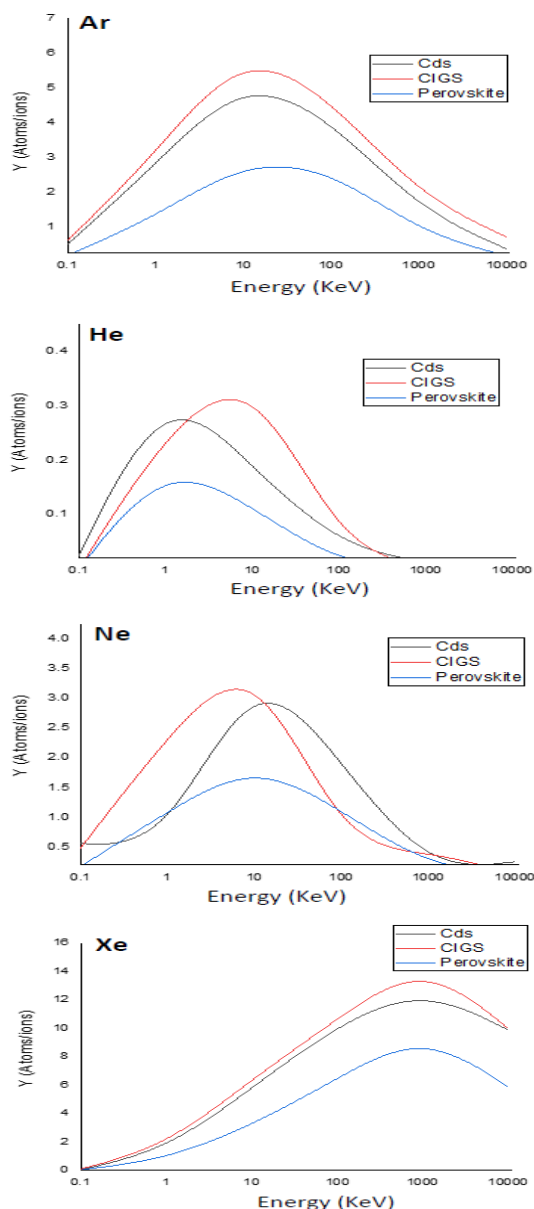 Ar
7
6
5
4
3
2
1
Y (Atoms/ions)
Cds
CIGS
Perovskite
0.1 1 10 100 1000 10000
Energy (KeV)
He
0.4
0.3
0.2
0.1
Y (Atoms/ions)
Cds
CIGS
Perovskite
0.1 1 10 100 1000 10000
Energy (KeV)
Ne
4.0
3.5
3.0
2.5
2.0
1.5
1.0
0.5
Y (Atoms/ions)
Cds
CIGS
Perovskite
0.1 1 10 100 1000 10000
Energy (KeV)
Xe
16
14
12
10
8
6
4
2
0
Y (Atoms/ions)
Cds
CIGS
Perovskite
0.1 1 10 100 1000 10000
Energy (KeV)